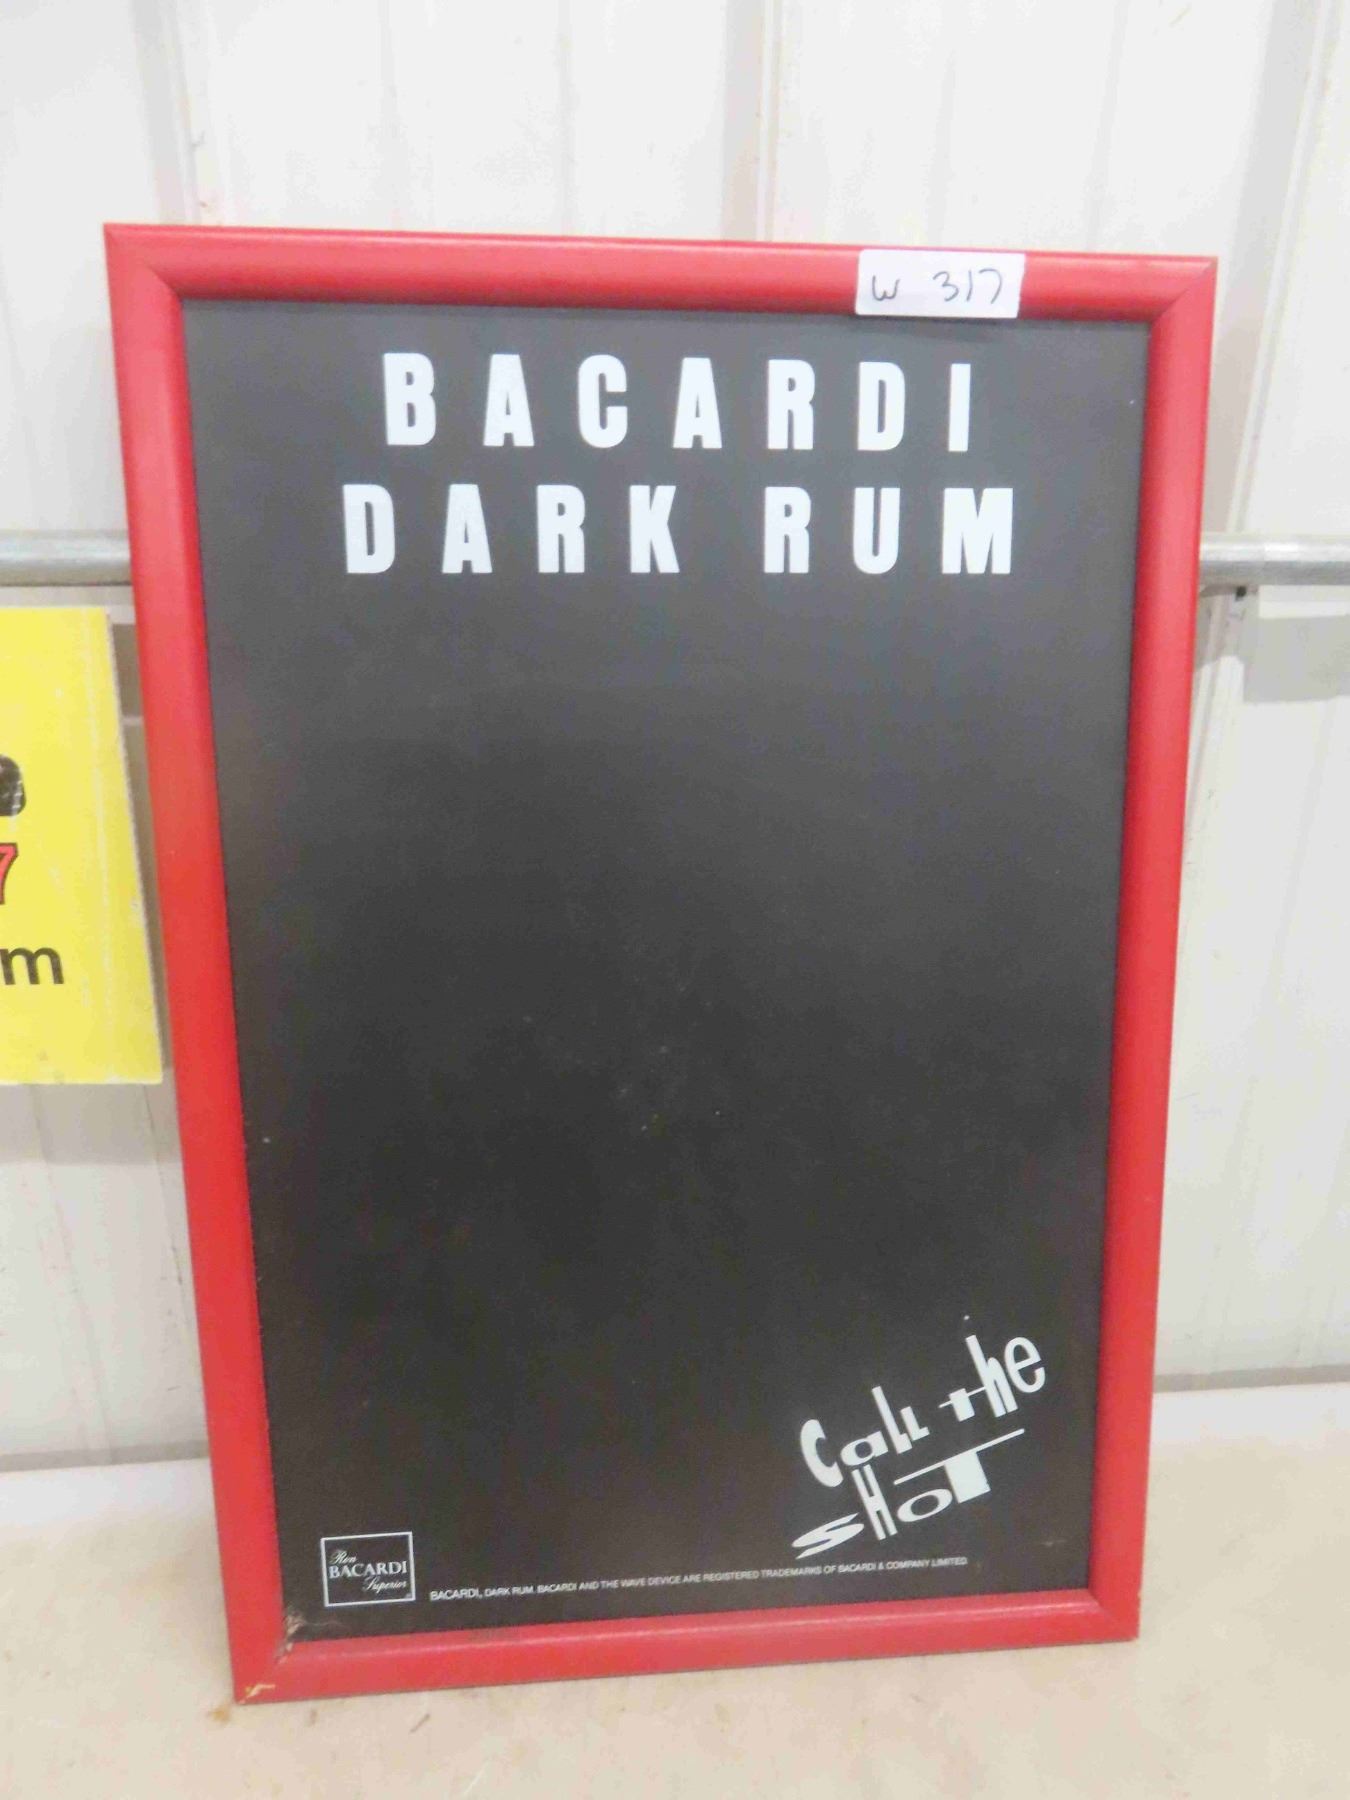 W 317
BACARDI
DARK RUM
7
m
Call the
SHOT
Ron
BACARDI
Superior
BACARDI, DARK RUM. BACARDI AND THE WAVE DEVICE ARE REGISTERED TRADEMARKS OF BACARDI & COMPANY LIMITED